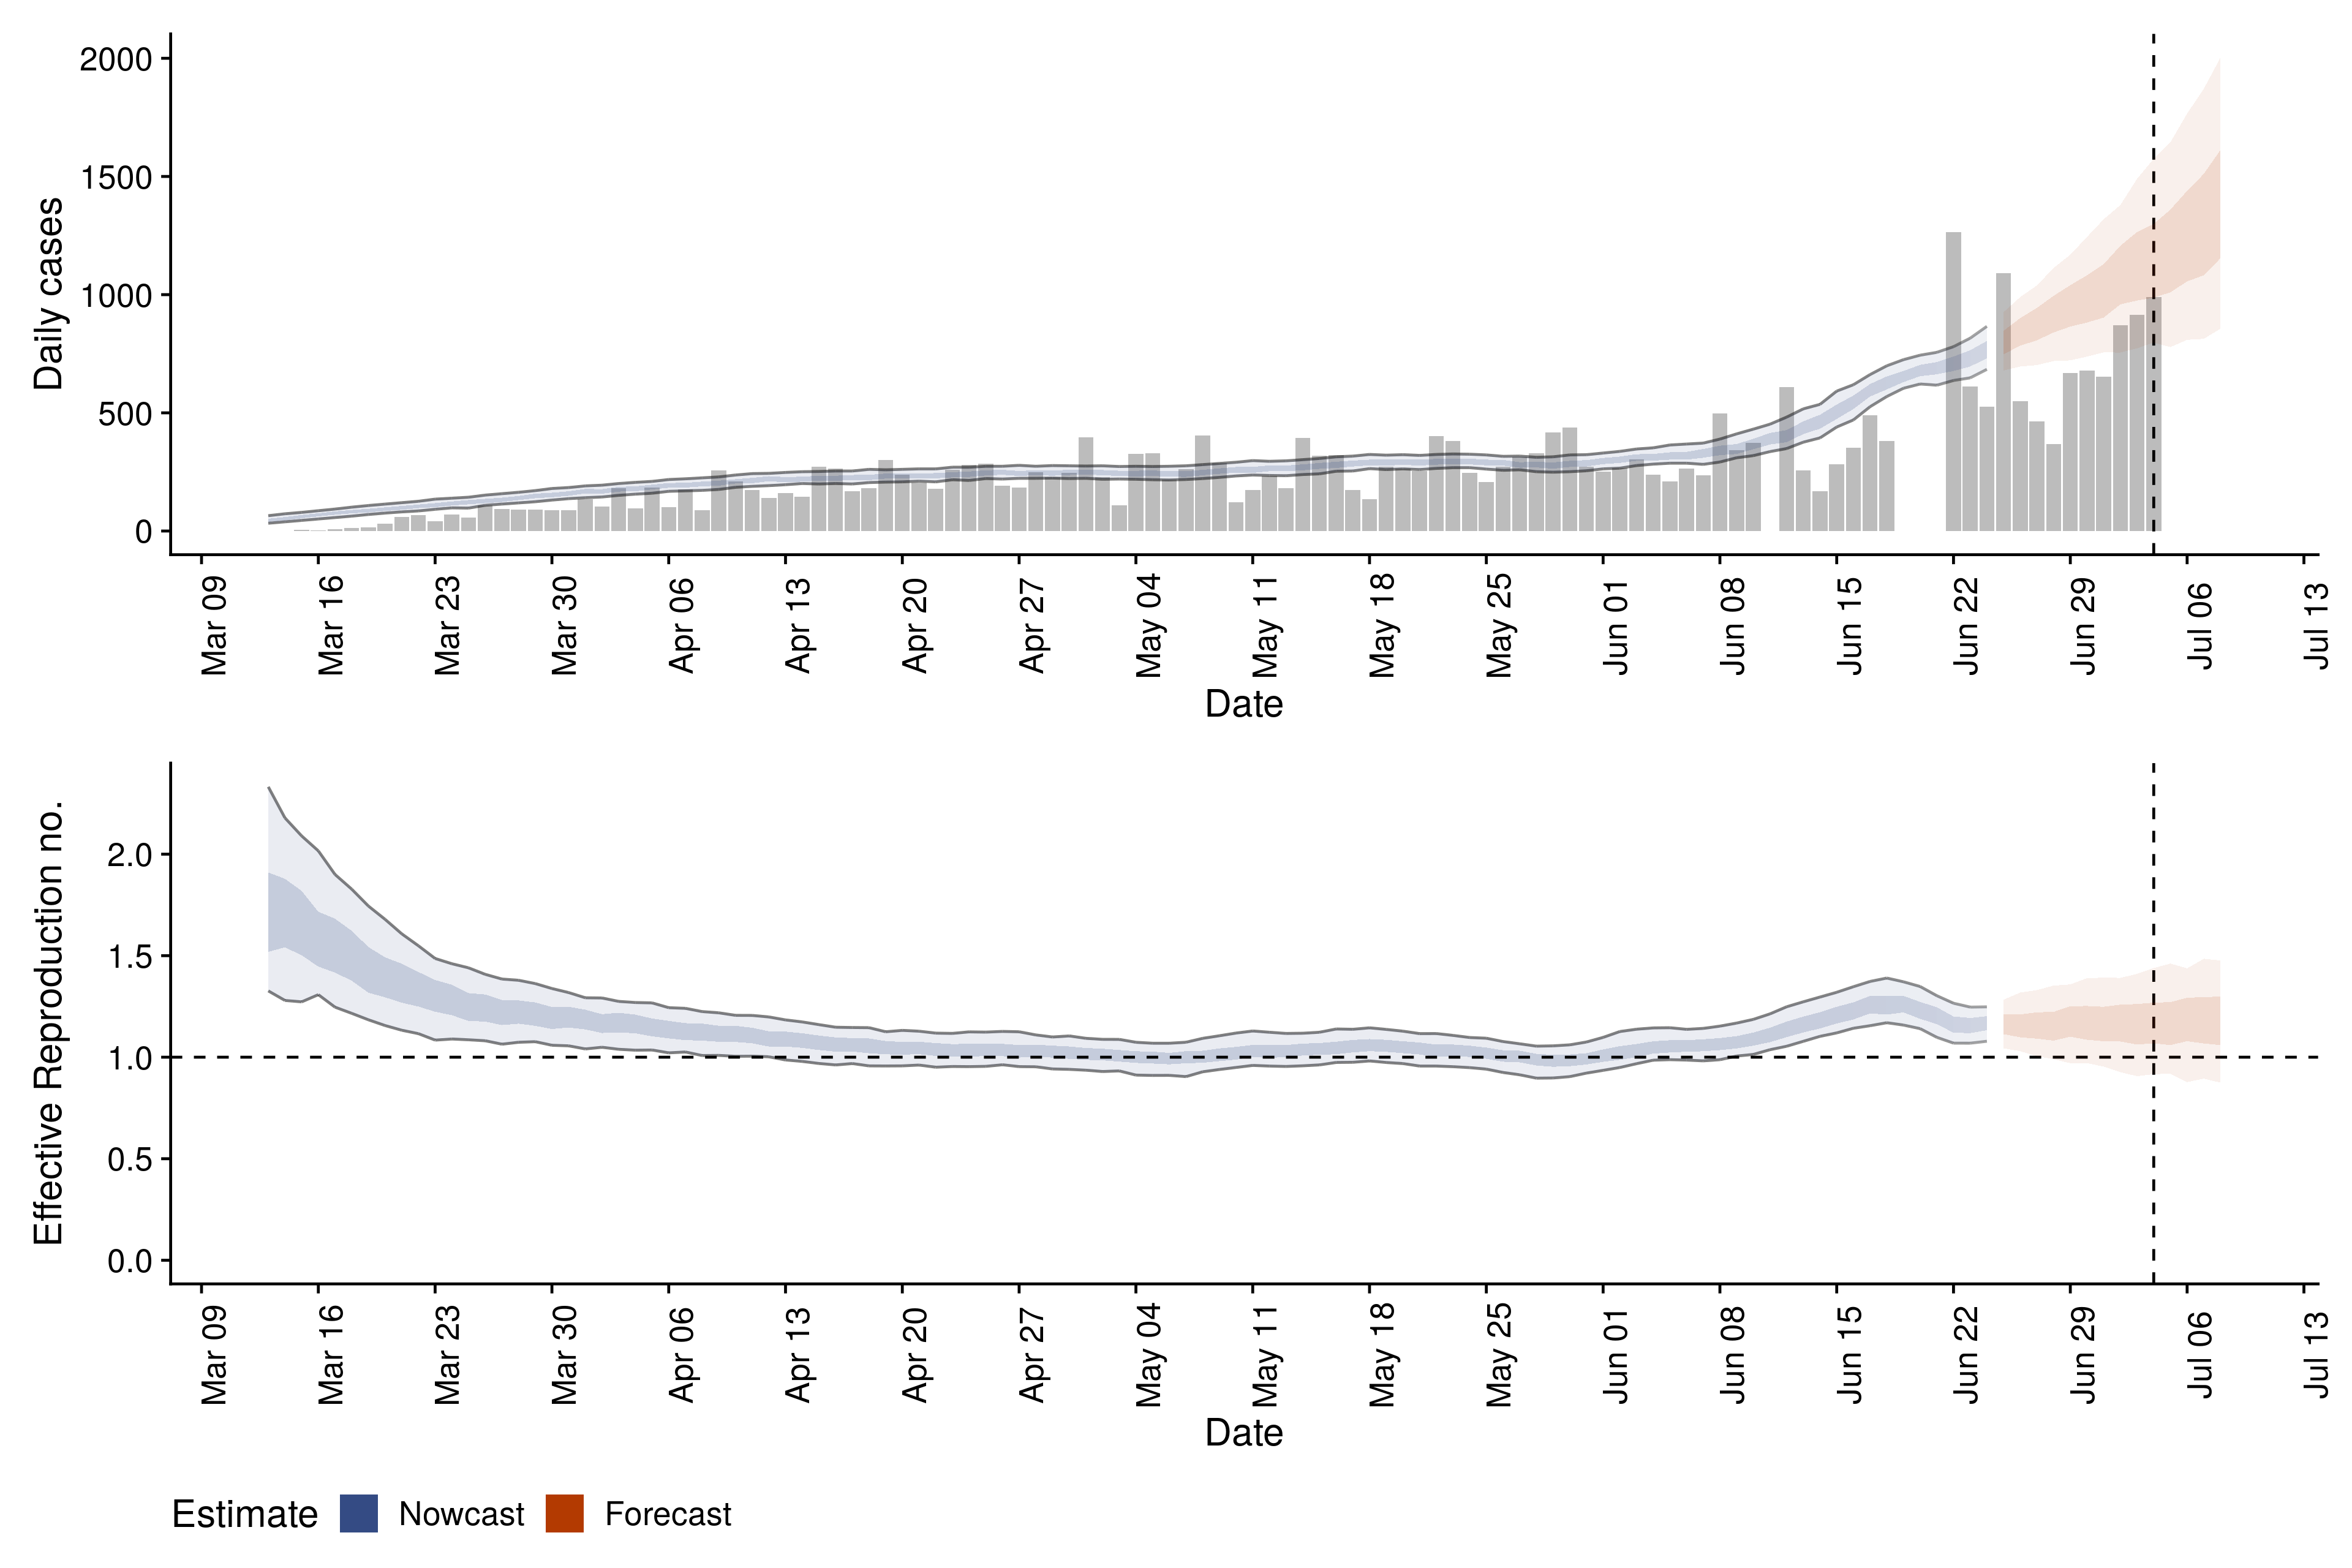 Daily cases
2000
1500
1000
500
0
Mar 09 Mar 16 Mar 23 Mar 30 Apr 06 Apr 13 Apr 20 Apr 27 May 04 May 11 May 18 May 25 Jun 01 Jun 08 Jun 15 Jun 22 Jun 29 Jul 06 Jul 13
Date
Effective Reproduction no.
2.0
1.5
1.0
0.5
0.0
Mar 09 Mar 16 Mar 23 Mar 30 Apr 06 Apr 13 Apr 20 Apr 27 May 04 May 11 May 18 May 25 Jun 01 Jun 08 Jun 15 Jun 22 Jun 29 Jul 06 Jul 13
Date
Estimate Nowcast Forecast